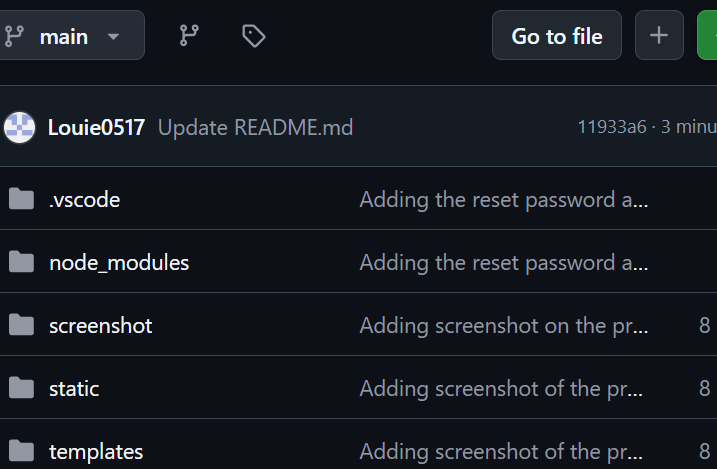 main Go to file
Louie0517 Update README.md 11933a6 · 3 minu
.vscode Adding the reset password a...
node_modules Adding the reset password a...
screenshot Adding screenshot on the pr... 8
static Adding screenshot of the pr... 8
templates Adding screenshot of the pr... 8